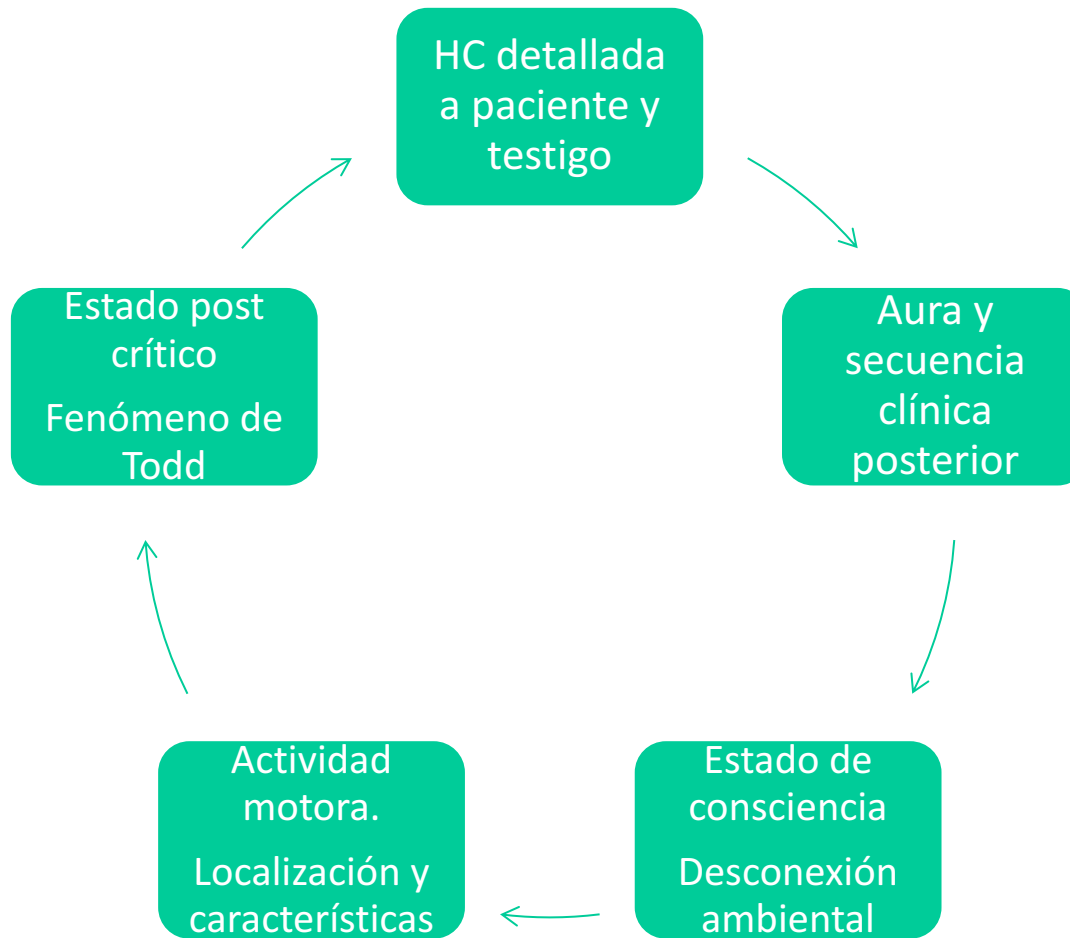 HC detallada
a paciente y
testigo
Aura y
secuencia
clínica
posterior
Estado de
consciencia
Desconexión
ambiental
Actividad
motora.
Localización y
características
Estado post
crítico
Fenómeno de
Todd